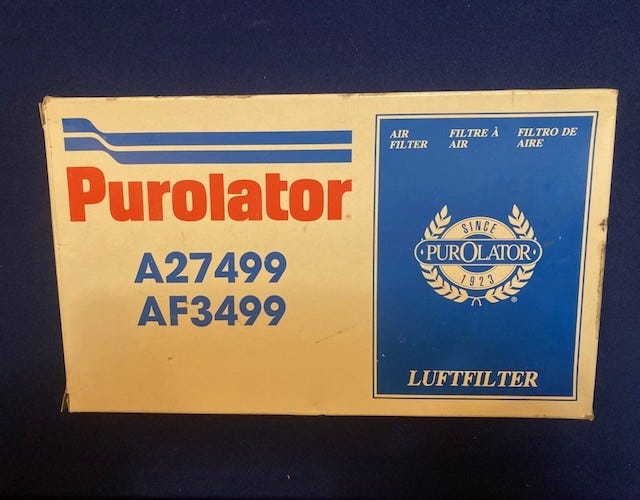 Purolator
A27499
AF3499
AIR
FILTER
FILTRE À
AIR
FILTRO DE
AIRE
SINCE
PUROLATOR
1923
®
LUFTFILTER